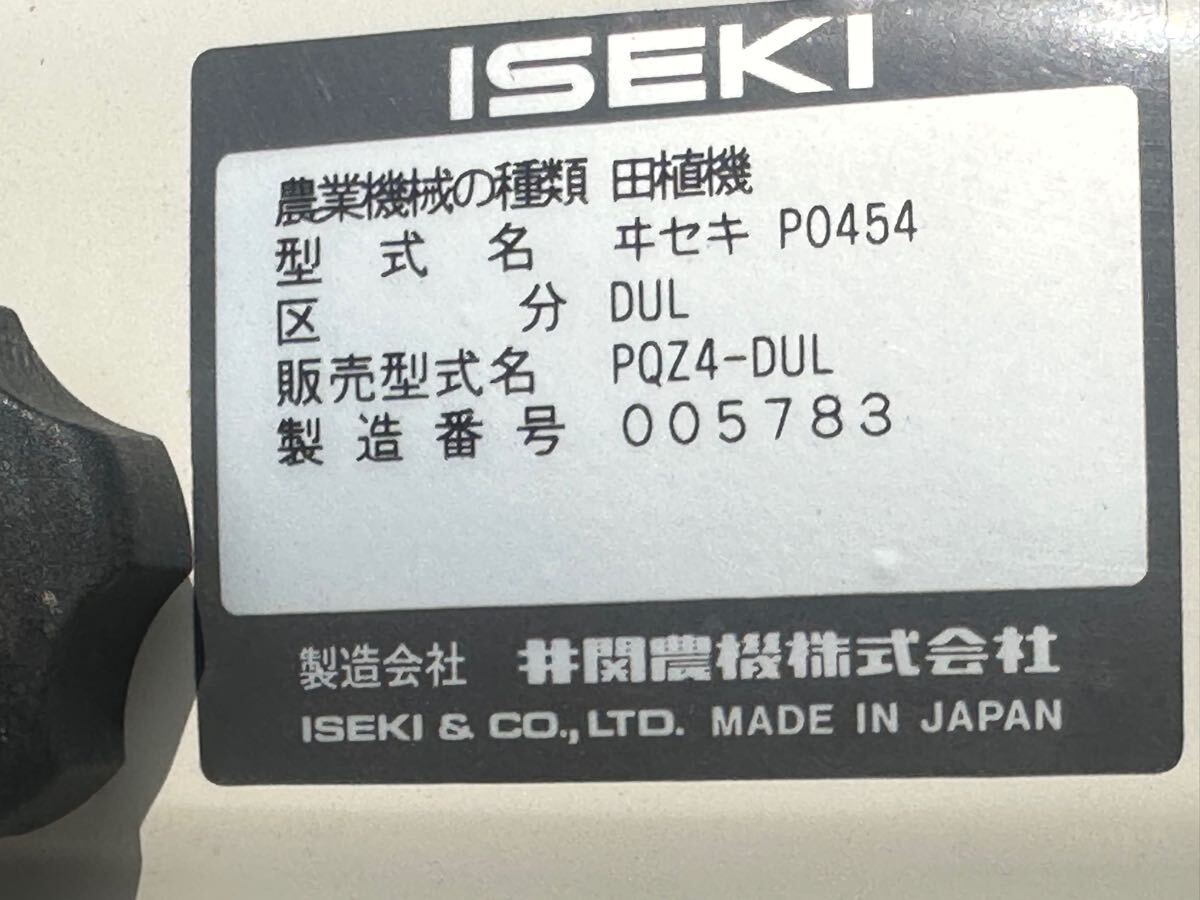 ISEKI
農業機械の種類 田植機
型式名 ヰセキ P0454
区分 DUL
販売型式名 PQZ4-DUL
製造番号 005783
製造会社 井関農機株式会社
ISEKI & CO., LTD. MADE IN JAPAN